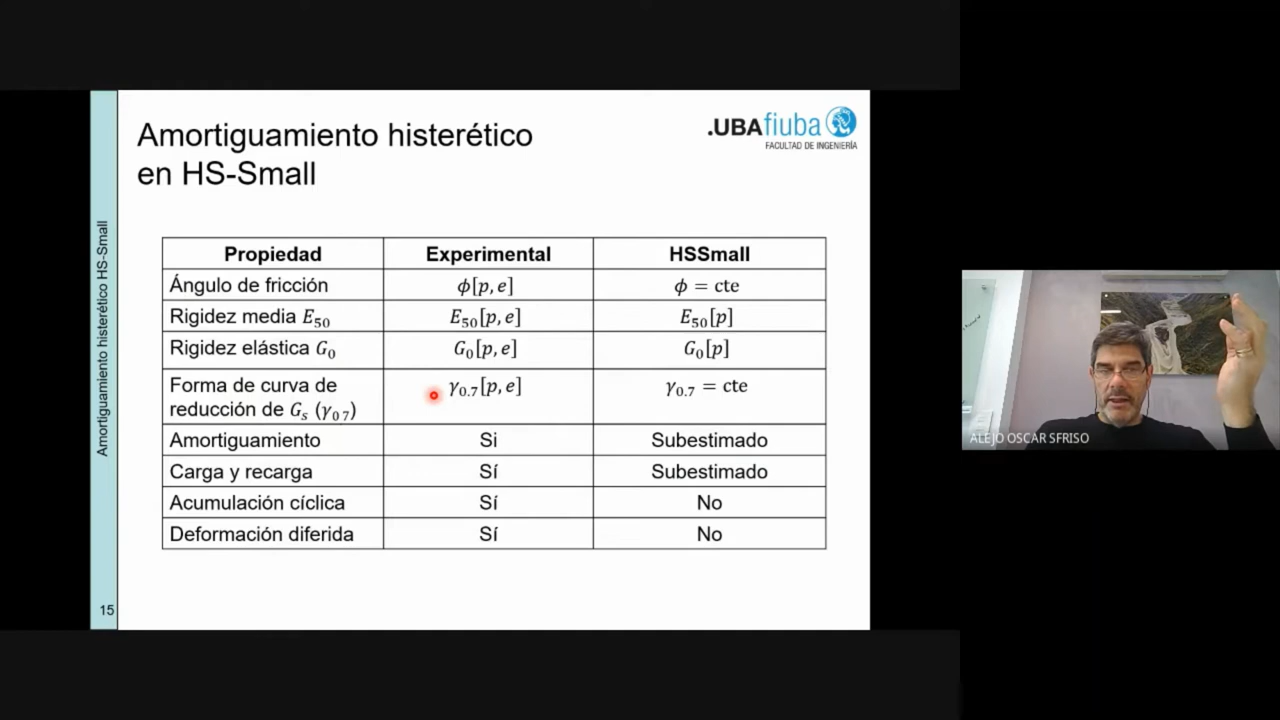 Amortiguamiento histerético
en HS-Small
.UBAfiuba
FACULTAD DE INGENIERÍA
Amortiguamiento histerético HS-Small
Propiedad Experimental HSSmall
Ángulo de fricción ϕ[p, e] ϕ = cte
Rigidez media E₅₀ E₅₀[p, e] E₅₀[p]
Rigidez elástica G₀ G₀[p, e] G₀[p]
Forma de curva de
reducción de Gₛ (γ₀ ₇) γ₀.₇[p, e] γ₀.₇ = cte
Amortiguamiento Si Subestimado
Carga y recarga Sí Subestimado
Acumulación cíclica Sí No
Deformación diferida Sí No
15
ALEJO OSCAR SFRISO